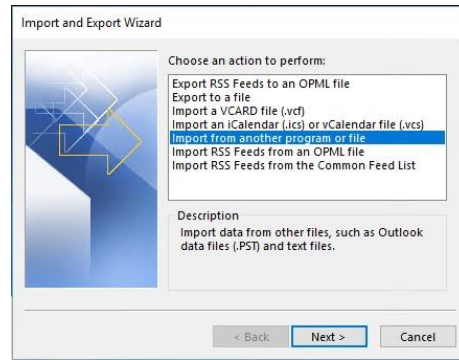 Import and Export Wizard
Choose an action to perform:
Export RSS Feeds to an OPML file
Export to a file
Import a VCARD file (.vcf)
Import an iCalendar (.ics) or vCalendar file (.vcs)
Import from another program or file
Import RSS Feeds from an OPML file
Import RSS Feeds from the Common Feed List
Description
Import data from other files, such as Outlook
data files (.PST) and text files.
< Back Next > Cancel